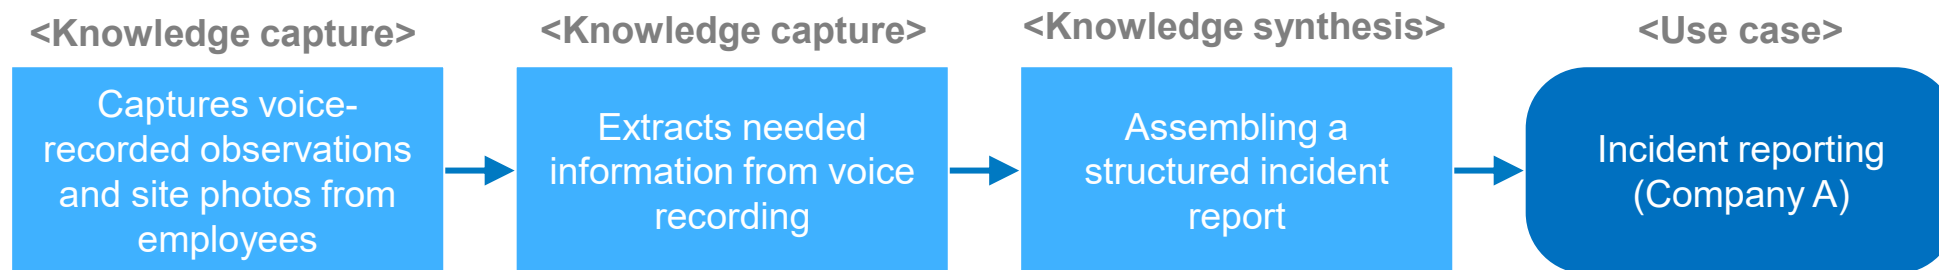 <Knowledge capture>
Captures voice-
recorded observations
and site photos from
employees
<Knowledge capture>
Extracts needed
information from voice
recording
<Knowledge synthesis>
Assembling a
structured incident
report
<Use case>
Incident reporting
(Company A)